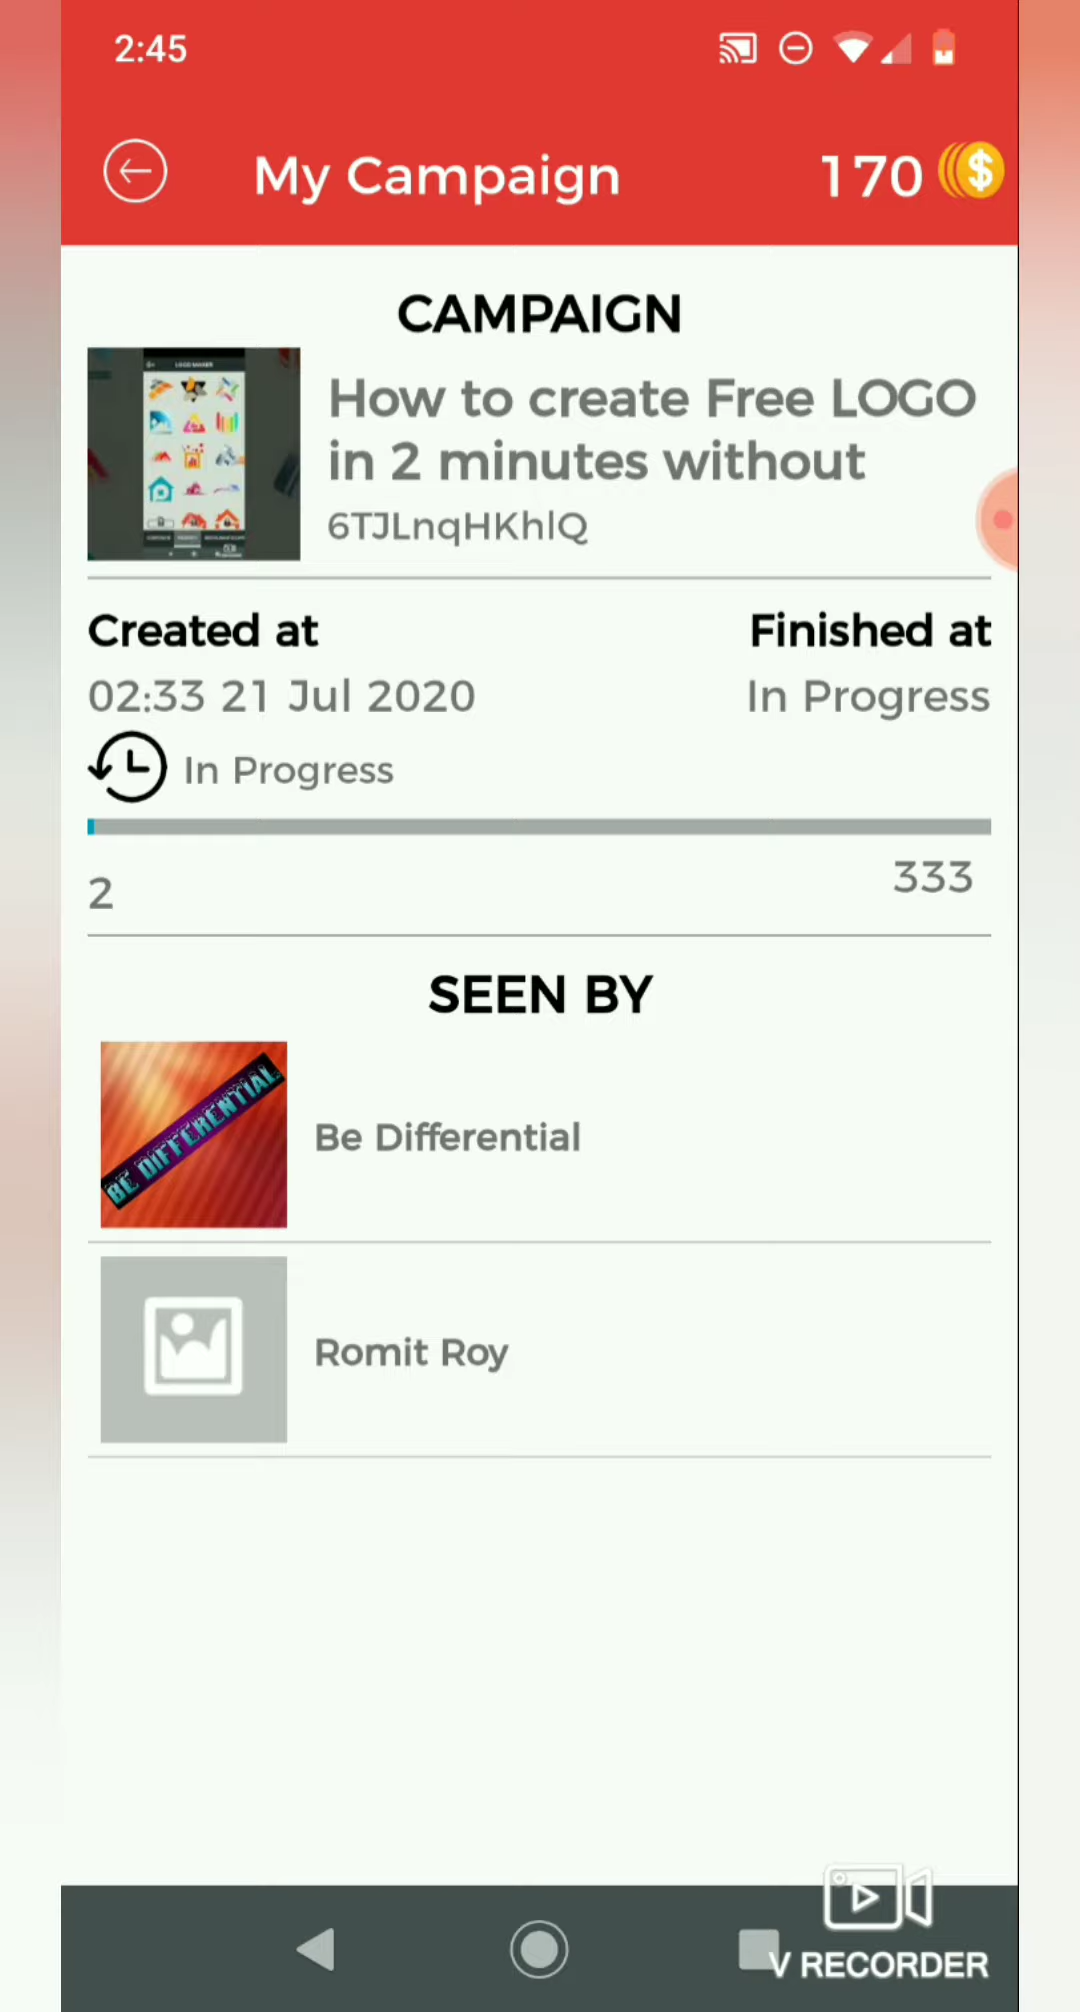 2:45
My Campaign
170
CAMPAIGN
How to create Free LOGO
in 2 minutes without
6TJLnqHKhlQ
Created at
Finished at
02:33 21 Jul 2020
In Progress
In Progress
2
333
SEEN BY
BE DIFFERENTIAL
Be Differential
Romit Roy
V RECORDER